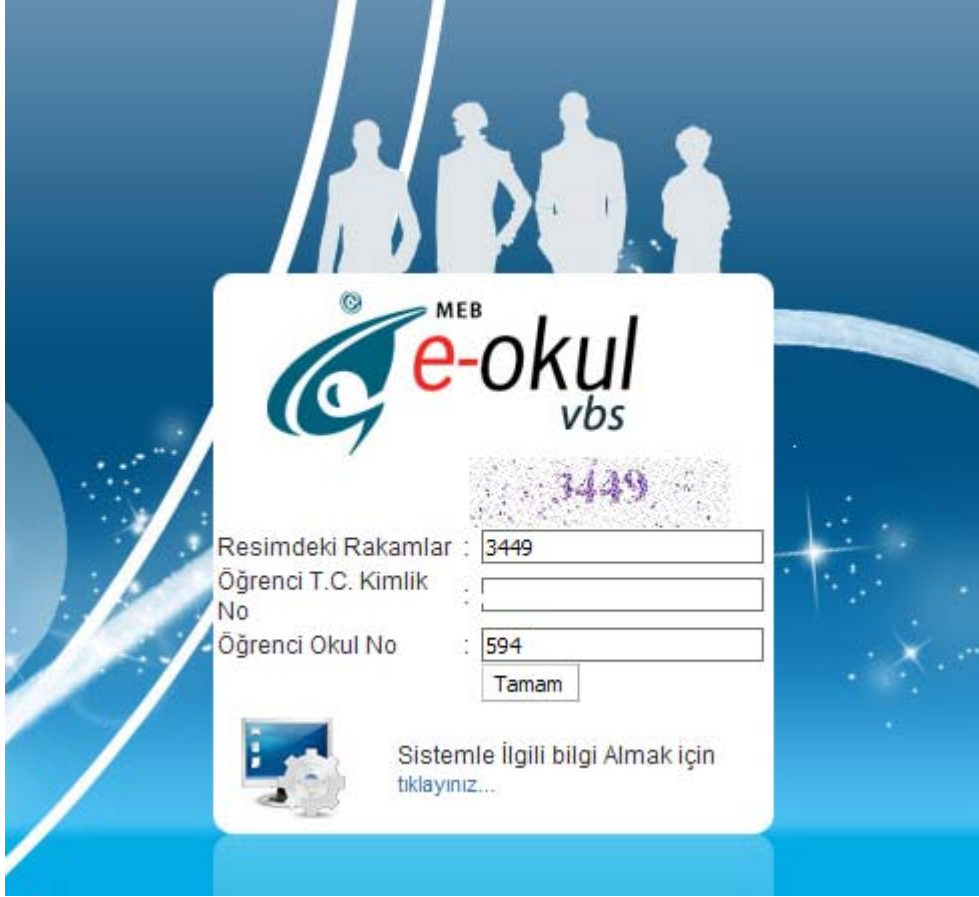 ©
MEB
e-okul
vbs
3449
Resimdeki Rakamlar : 3449
Öğrenci T.C. Kimlik
No :
Öğrenci Okul No : 594
Tamam
Sistemle İlgili bilgi Almak için
tıklayınız...